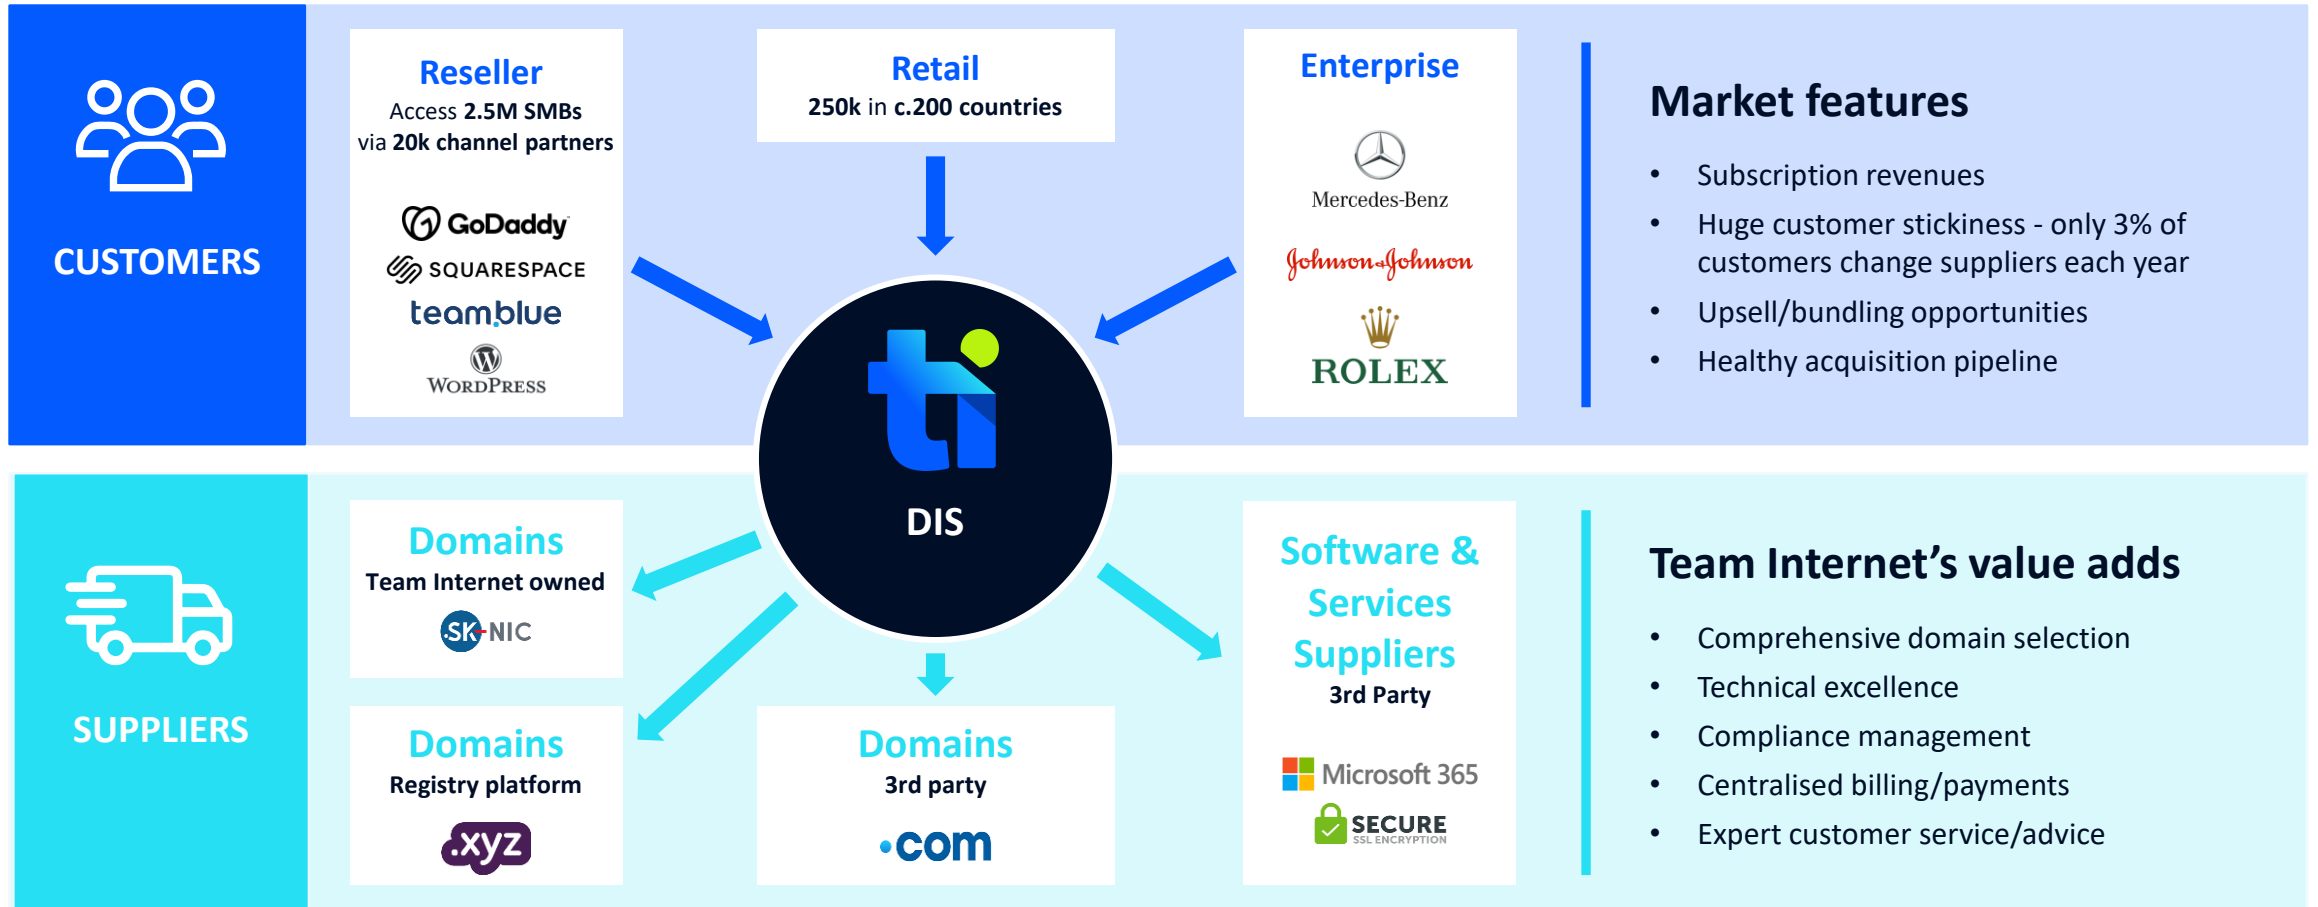 CUSTOMERS
Reseller
Access 2.5M SMBs
via 20k channel partners
GoDaddy
SQUARESPACE
team.blue
WORDPRESS
Retail
250k in c.200 countries
Enterprise
Mercedes-Benz
Johnson&Johnson
ROLEX
Market features
• Subscription revenues
• Huge customer stickiness - only 3% of
customers change suppliers each year
• Upsell/bundling opportunities
• Healthy acquisition pipeline
ti
DIS
SUPPLIERS
Domains
Team Internet owned
.SK-NIC
Domains
Registry platform
.xyz
Domains
3rd party
.com
Software &
Services
Suppliers
3rd Party
Microsoft 365
SECURE
SSL ENCRYPTION
Team Internet’s value adds
• Comprehensive domain selection
• Technical excellence
• Compliance management
• Centralised billing/payments
• Expert customer service/advice